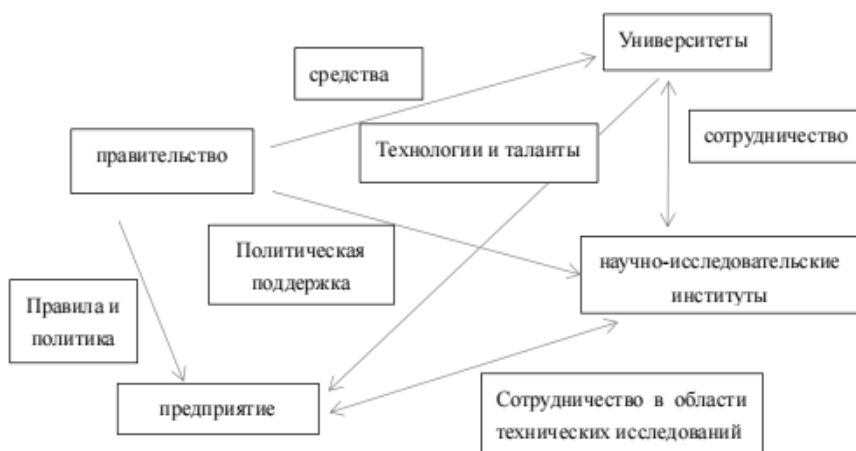 Университеты
средства
сотрудничество
правительство
Технологии и таланты
Политическая
поддержка
научно-исследовательские
институты
Правила и
политика
предприятие
Сотрудничество в области
технических исследований